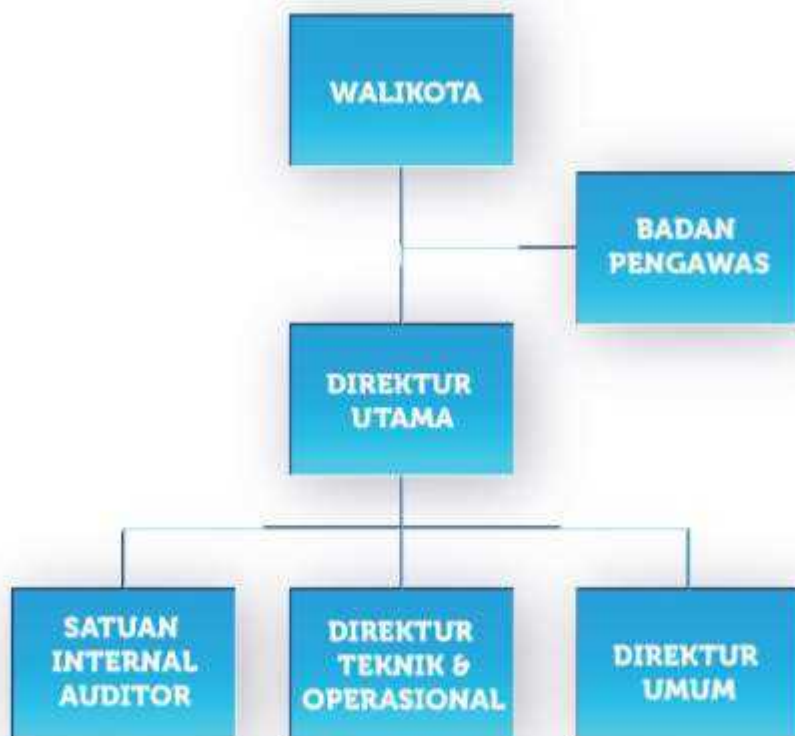 WALIKOTA
BADAN
PENGAWAS
DIREKTUR
UTAMA
SATUAN
INTERNAL
AUDITOR
DIREKTUR
TEKNIK &
OPERASIONAL
DIREKTUR
UMUM